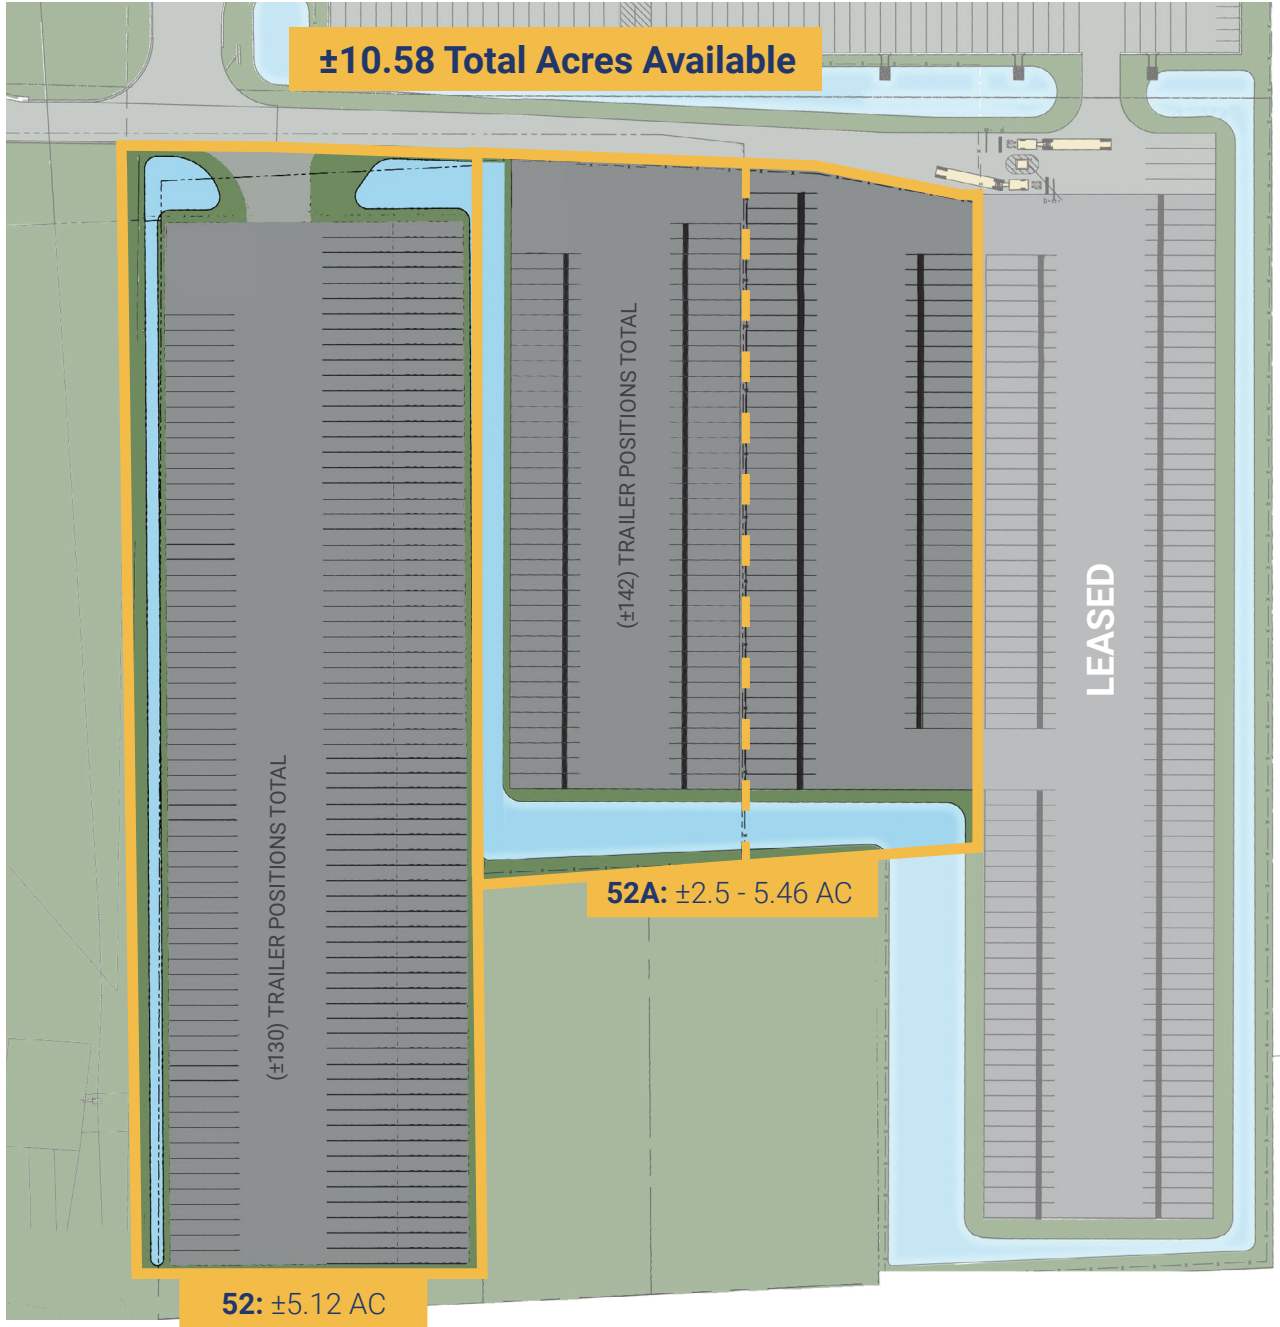 ±10.58 Total Acres Available
(±142) TRAILER POSITIONS TOTAL
LEASED
(±130) TRAILER POSITIONS TOTAL
52A: ±2.5 - 5.46 AC
52: ±5.12 AC